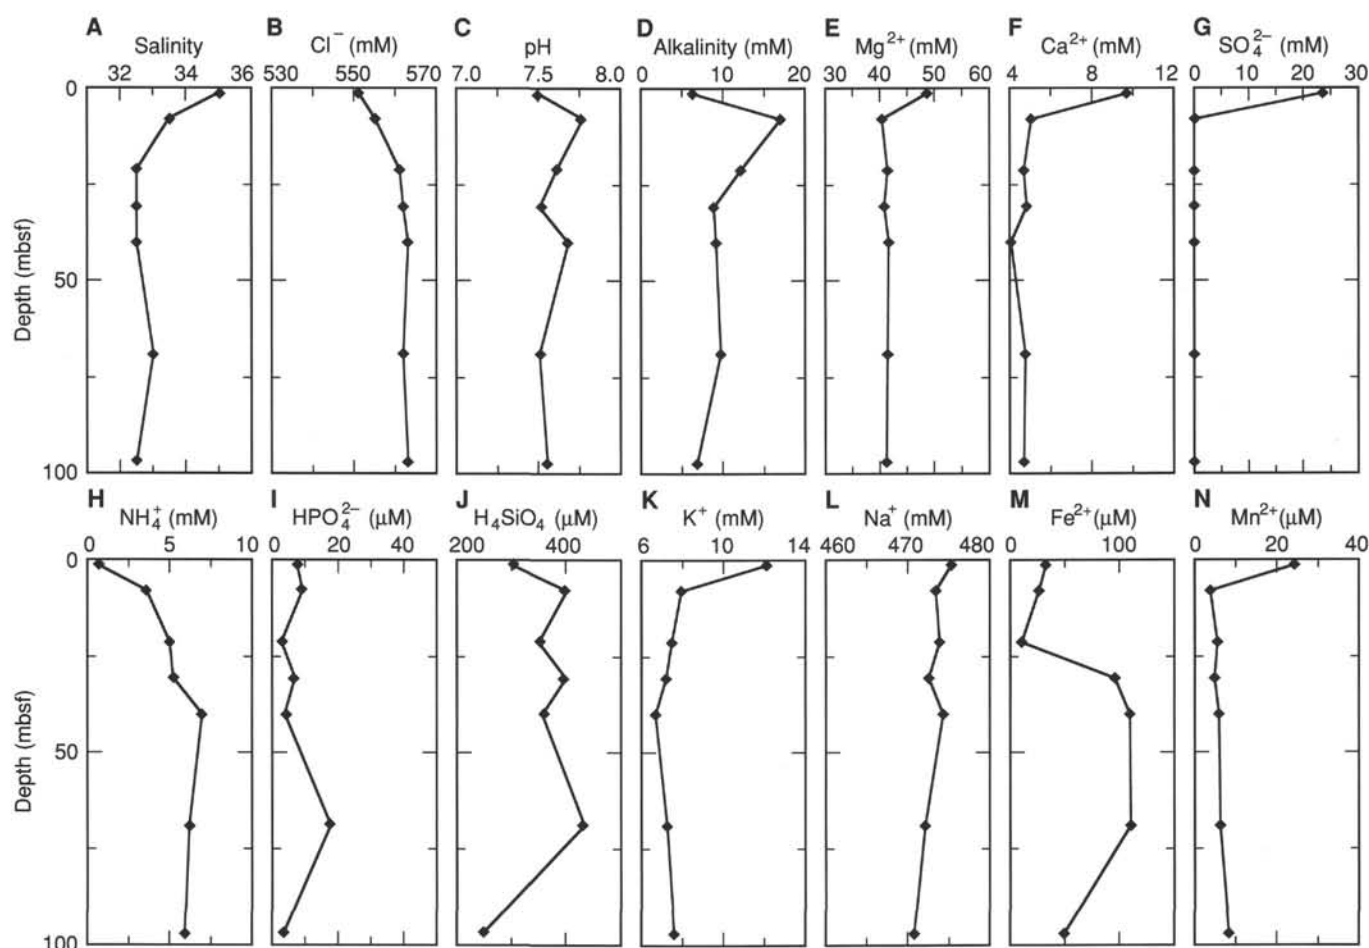 A B C D E F G
Salinity Cl⁻ (mM) pH Alkalinity (mM) Mg²⁺ (mM) Ca²⁺ (mM) SO₄²⁻ (mM)
32 34 36 530 550 570 7.0 7.5 8.0 0 10 20 30 40 50 60 4 8 12 0 10 20 30
0
50
100
Depth (mbsf)
H I J K L M N
NH₄⁺ (mM) HPO₄²⁻ (μM) H₄SiO₄ (μM) K⁺ (mM) Na⁺ (mM) Fe²⁺(μM) Mn²⁺(μM)
0 5 10 0 20 40 200 400 6 10 14 460 470 480 0 100 0 20 40
0
50
100
Depth (mbsf)